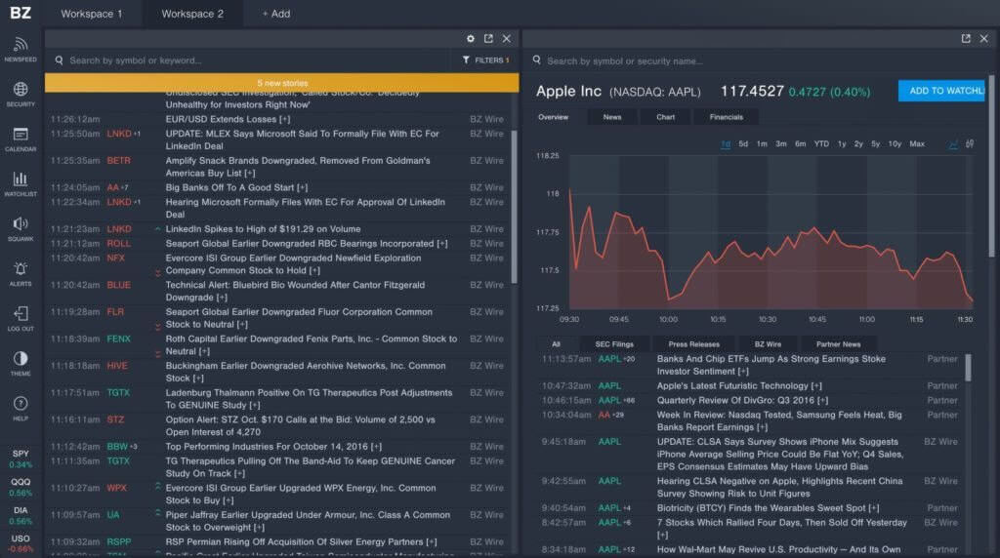 BZ
Workspace 1
Workspace 2
+ Add
NEWSFEED
SECURITY
CALENDAR
WATCHLIST
SQUAWK
ALERTS
LOG OUT
THEME
HELP
SPY
0.34%
QQQ
0.56%
DIA
0.56%
USO
-0.66%
Search by symbol or keyword...
FILTERS 1
5 new stories
Undisclosed SEC Investigation, Called Stock/Co. 'Decidedly
Unhealthy for Investors Right Now'
11:26:12am EUR/USD Extends Losses [+] BZ Wire
11:25:50am LNKD +1 UPDATE: MLEX Says Microsoft Said To Formally File With EC For BZ Wire
LinkedIn Deal
11:25:35am BETR Amplify Snack Brands Downgraded, Removed From Goldman's BZ Wire
Americas Buy List [+]
11:24:05am AA +7 Big Banks Off To A Good Start [+] BZ Wire
11:22:34am LNKD +1 Hearing Microsoft Formally Files With EC For Approval Of LinkedIn BZ Wire
Deal
11:21:23am LNKD LinkedIn Spikes to High of $191.29 on Volume BZ Wire
11:21:12am ROLL Seaport Global Earlier Downgraded RBC Bearings Incorporated [+] BZ Wire
11:20:42am NFX Evercore ISI Group Earlier Downgraded Newfield Exploration BZ Wire
Company Common Stock to Hold [+]
11:20:42am BLUE Technical Alert: Bluebird Bio Wounded After Cantor Fitzgerald BZ Wire
Downgrade [+]
11:19:28am FLR Seaport Global Earlier Downgraded Fluor Corporation Common BZ Wire
Stock to Neutral [+]
11:18:39am FENX Roth Capital Earlier Downgraded Fenix Parts, Inc. - Common Stock to BZ Wire
Neutral [+]
11:18:18am HIVE Buckingham Earlier Downgraded Aerohive Networks, Inc. Common BZ Wire
Stock [+]
11:17:51am TGTX Ladenburg Thalmann Positive On TG Therapeutics Post Adjustments BZ Wire
To GENUINE Study [+]
11:16:11am STZ Option Alert: STZ Oct. $170 Calls at the Bid: Volume of 2,500 vs BZ Wire
Open Interest of 4,270
11:12:42am BBW +3 Top Performing Industries For October 14, 2016 [+] BZ Wire
11:11:35am TGTX TG Therapeutics Pulling Off The Band-Aid To Keep GENUINE Cancer BZ Wire
Study On Track [+]
11:10:27am WPX Evercore ISI Group Earlier Upgraded WPX Energy, Inc. Common BZ Wire
Stock to Buy [+]
11:09:57am UA Piper Jaffray Earlier Upgraded Under Armour, Inc. Class A Common BZ Wire
Stock to Overweight [+]
11:09:32am RSPP RSP Permian Rising Off Acquisition Of Silver Energy Partners [+] BZ Wire
Search by symbol or security name...
Apple Inc (NASDAQ: AAPL) 117.4527 0.4727 (0.40%)
ADD TO WATCHL
Overview
News
Chart
Financials
1d 5d 1m 3m 6m YTD 1y 2y 5y 10y Max
118.25
118
117.75
117.5
117.25
09:30 09:45 10:00 10:15 10:30 10:45 11:00 11:15 11:30
All
SEC Filings
Press Releases
BZ Wire
Partner News
11:13:57am AAPL +20 Banks And Chip ETFs Jump As Strong Earnings Stoke Partner
Investor Sentiment [+]
10:47:32am AAPL Apple's Latest Futuristic Technology [+] Partner
10:46:15am AAPL +66 Quarterly Review Of DivGro: Q3 2016 [+] Partner
10:34:04am AA +29 Week In Review: Nasdaq Tested, Samsung Feels Heat, Big Partner
Banks Report Earnings [+]
9:45:18am AAPL UPDATE: CLSA Says Survey Shows iPhone Mix Suggests BZ Wire
iPhone Average Selling Price Could Be Flat YoY; Q4 Sales,
EPS Consensus Estimates May Have Upward Bias
9:42:55am AAPL Hearing CLSA Negative on Apple, Highlights Recent China BZ Wire
Survey Showing Risk to Unit Figures
9:40:54am AAPL +4 Biotricity (BTCY) Finds the Wearables Sweet Spot [+] Partner
8:42:57am AAPL +6 7 Stocks Which Rallied Four Days, Then Sold Off Yesterday BZ Wire
[+]
8:34:18am AAPL +12 How Wal-Mart May Revive U.S. Productivity — And Its Own Partner